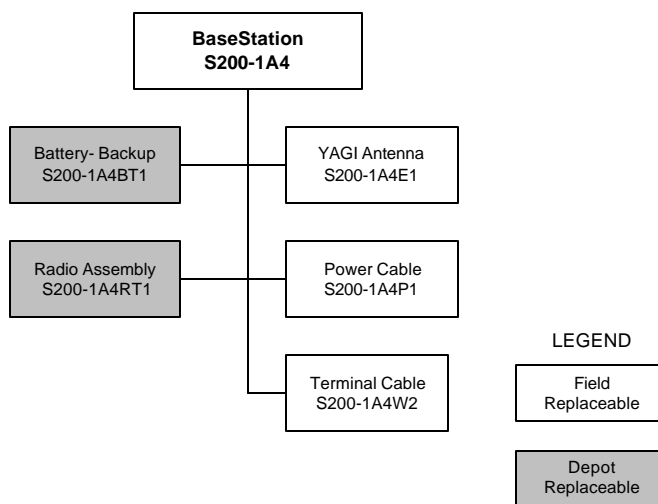 BaseStation
S200-1A4
Battery- Backup
S200-1A4BT1
YAGI Antenna
S200-1A4E1
Radio Assembly
S200-1A4RT1
Power Cable
S200-1A4P1
Terminal Cable
S200-1A4W2
LEGEND
Field
Replaceable
Depot
Replaceable